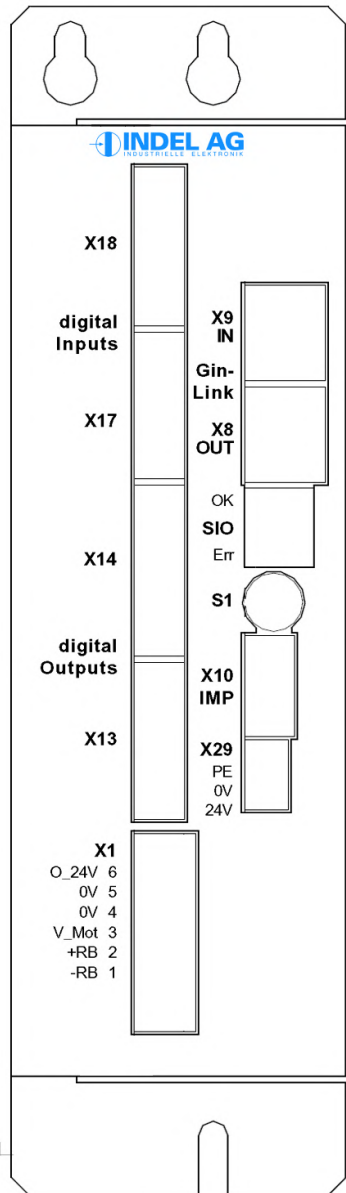 INDEL AG
INDUSTRIELLE ELEKTRONIK
X18
digital
Inputs
X17
X14
digital
Outputs
X13
X9
IN
Gin-
Link
X8
OUT
OK
SIO
Err
S1
X10
IMP
X29
PE
0V
24V
X1
O_24V 6
0V 5
0V 4
V_Mot 3
+RB 2
-RB 1